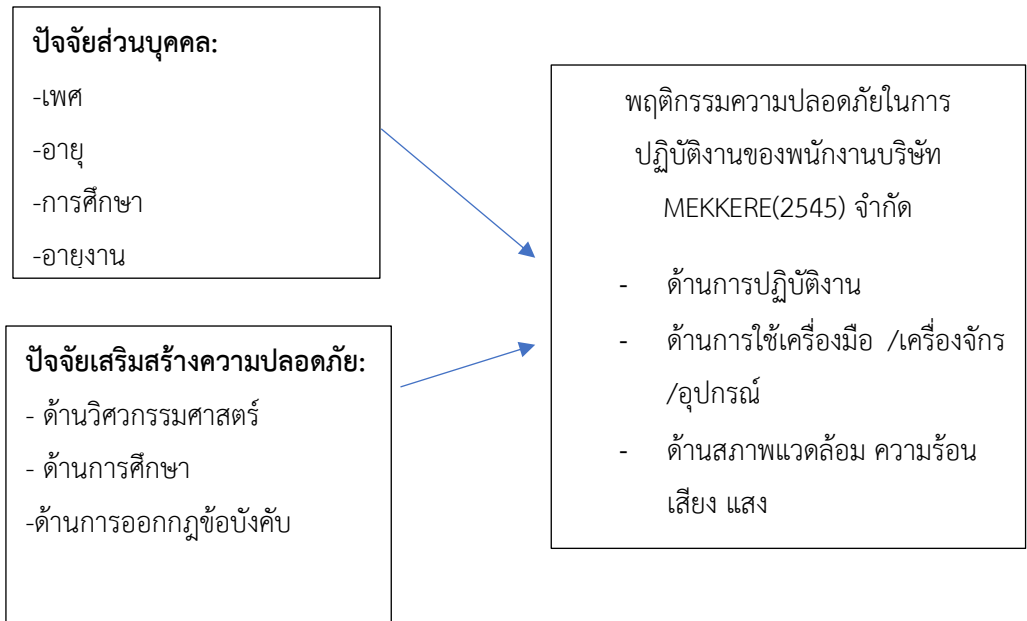 ปัจจัยส่วนบุคคล:
-เพศ
-อายุ
-การศึกษา
-อายุงาน
ปัจจัยเสริมสร้างความปลอดภัย:
- ด้านวิศวกรรมศาสตร์
- ด้านการศึกษา
-ด้านการออกกฎข้อบังคับ
พฤติกรรมความปลอดภัยในการ
ปฏิบัติงานของพนักงานบริษัท
MEKKERE(2545) จำกัด
- ด้านการปฏิบัติงาน
- ด้านการใช้เครื่องมือ /เครื่องจักร
/อุปกรณ์
- ด้านสภาพแวดล้อม ความร้อน
เสียง แสง